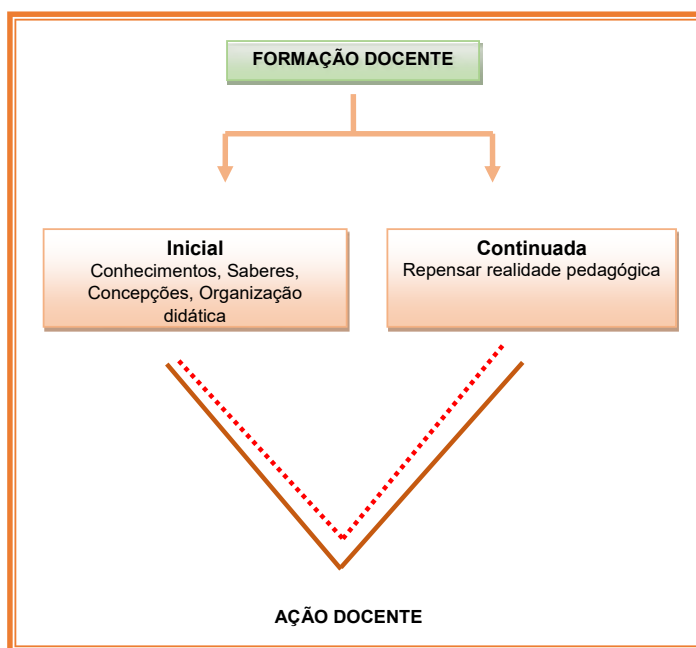 FORMAÇÃO DOCENTE
Inicial
Conhecimentos, Saberes,
Concepções, Organização
didática
Continuada
Repensar realidade pedagógica
AÇÃO DOCENTE